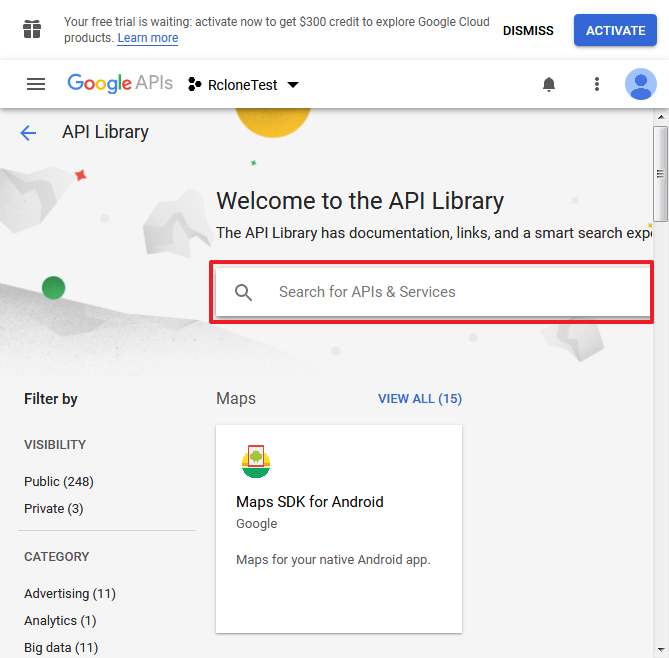 Your free trial is waiting: activate now to get $300 credit to explore Google Cloud
products. Learn more
DISMISS
ACTIVATE
Google APIs
RcloneTest
API Library
Welcome to the API Library
The API Library has documentation, links, and a smart search expe
Search for APIs & Services
Filter by
Maps
VIEW ALL (15)
VISIBILITY
Public (248)
Private (3)
CATEGORY
Advertising (11)
Analytics (1)
Big data (11)
Maps SDK for Android
Google
Maps for your native Android app.